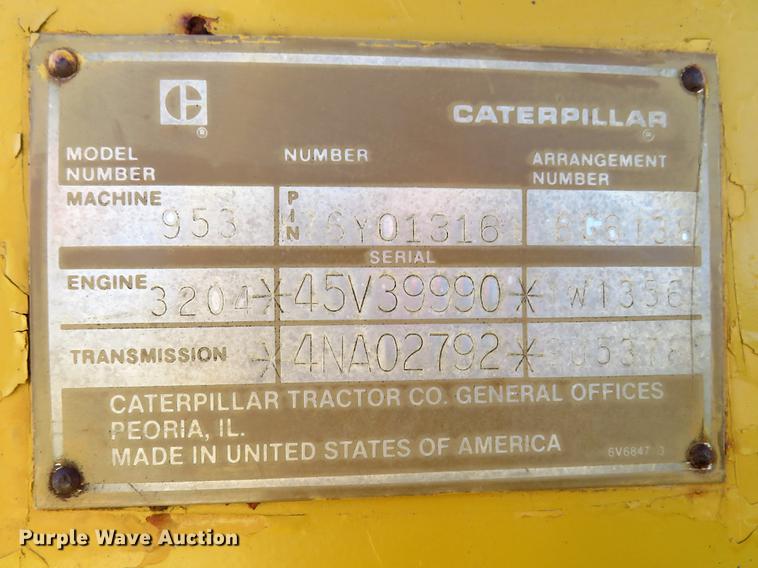 C
®
CATERPILLAR
®
MODEL NUMBER
NUMBER
ARRANGEMENT NUMBER
MACHINE 953
PIN 76Y01316
SERIAL
ENGINE 3204 *45V39990*
TRANSMISSION *4NA02792*
CATERPILLAR TRACTOR CO. GENERAL OFFICES
PEORIA, IL.
MADE IN UNITED STATES OF AMERICA
Purple Wave Auction